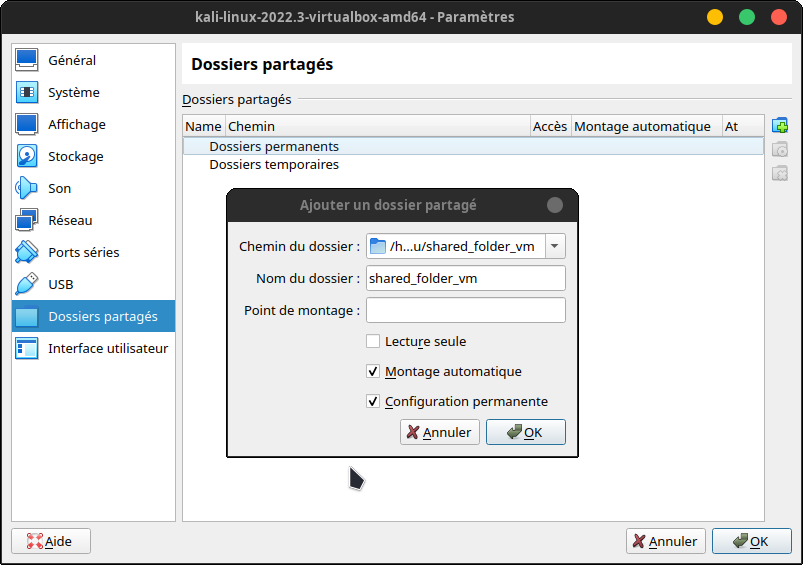 kali-linux-2022.3-virtualbox-amd64 - Paramètres
Général
Système
Affichage
Stockage
Son
Réseau
Ports séries
USB
Dossiers partagés
Interface utilisateur
Dossiers partagés
Dossiers partagés
Name Chemin Accès Montage automatique At
Dossiers permanents
Dossiers temporaires
Ajouter un dossier partagé
Chemin du dossier : /h...u/shared_folder_vm
Nom du dossier : shared_folder_vm
Point de montage :
Lecture seule
Montage automatique
Configuration permanente
Annuler OK
Aide Annuler OK